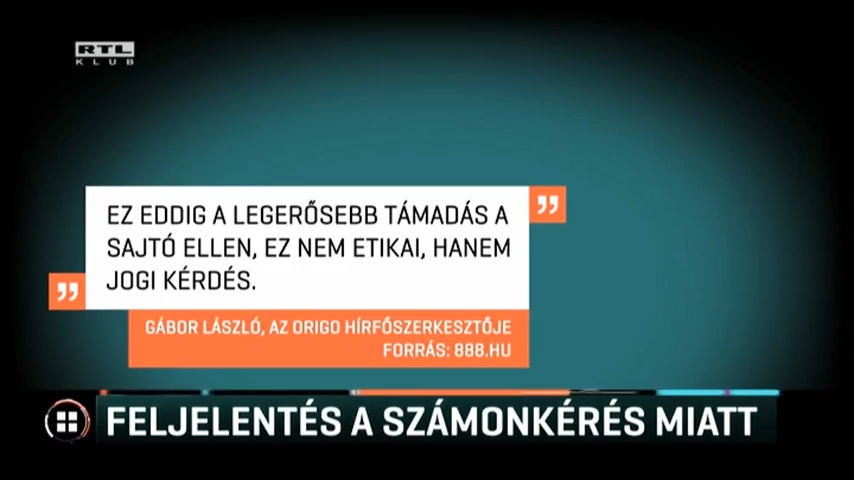 RTL
KLUB
EZ EDDIG A LEGERŐSEBB TÁMADÁS A
SAJTÓ ELLEN, EZ NEM ETIKAI, HANEM
JOGI KÉRDÉS.
GÁBOR LÁSZLÓ, AZ ORIGO HÍRFŐSZERKESZTŐJE
FORRÁS: 888.HU
FELJELENTÉS A SZÁMONKÉRÉS MIATT